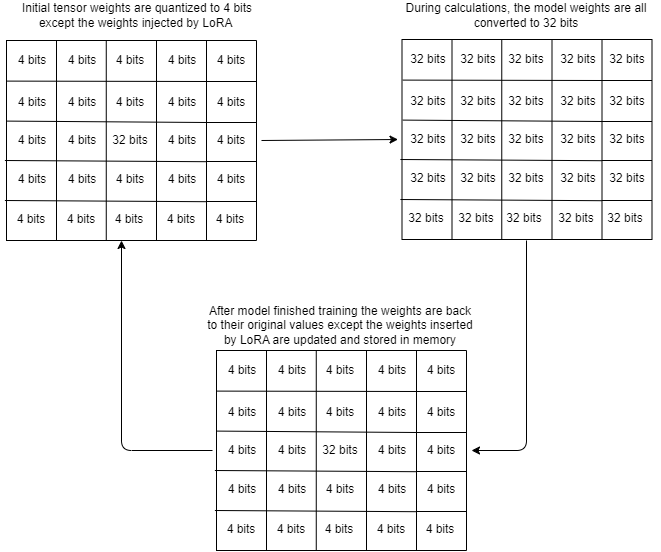 Initial tensor weights are quantized to 4 bits
except the weights injected by LoRA
4 bits 4 bits 4 bits 4 bits 4 bits
4 bits 4 bits 4 bits 4 bits 4 bits
4 bits 4 bits 32 bits 4 bits 4 bits
4 bits 4 bits 4 bits 4 bits 4 bits
4 bits 4 bits 4 bits 4 bits 4 bits
During calculations, the model weights are all
converted to 32 bits
32 bits 32 bits 32 bits 32 bits 32 bits
32 bits 32 bits 32 bits 32 bits 32 bits
32 bits 32 bits 32 bits 32 bits 32 bits
32 bits 32 bits 32 bits 32 bits 32 bits
32 bits 32 bits 32 bits 32 bits 32 bits
After model finished training the weights are back
to their original values except the weights inserted
by LoRA are updated and stored in memory
4 bits 4 bits 4 bits 4 bits 4 bits
4 bits 4 bits 4 bits 4 bits 4 bits
4 bits 4 bits 32 bits 4 bits 4 bits
4 bits 4 bits 4 bits 4 bits 4 bits
4 bits 4 bits 4 bits 4 bits 4 bits